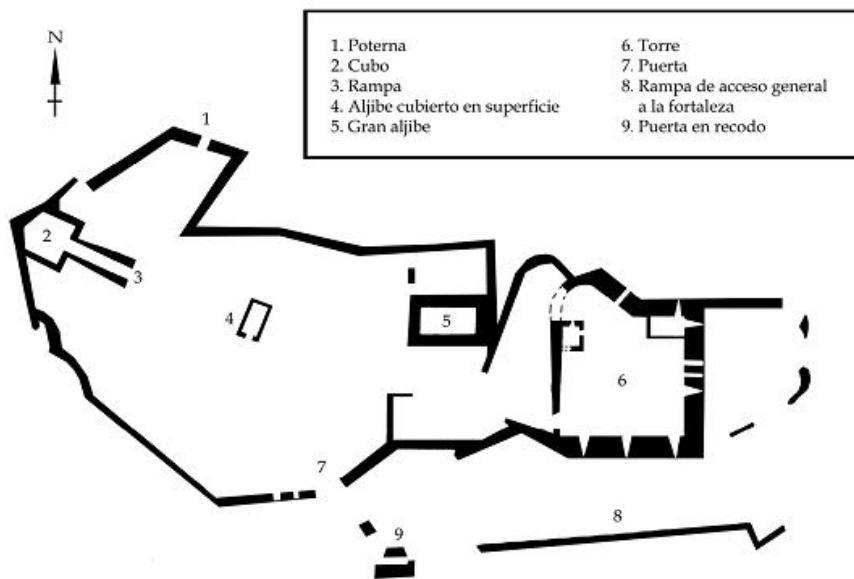 N
1. Poterna
2. Cubo
3. Rampa
4. Aljibe cubierto en superficie
5. Gran aljibe
6. Torre
7. Puerta
8. Rampa de acceso general
a la fortaleza
9. Puerta en recodo
1
2
3
4
5
6
7
8
9